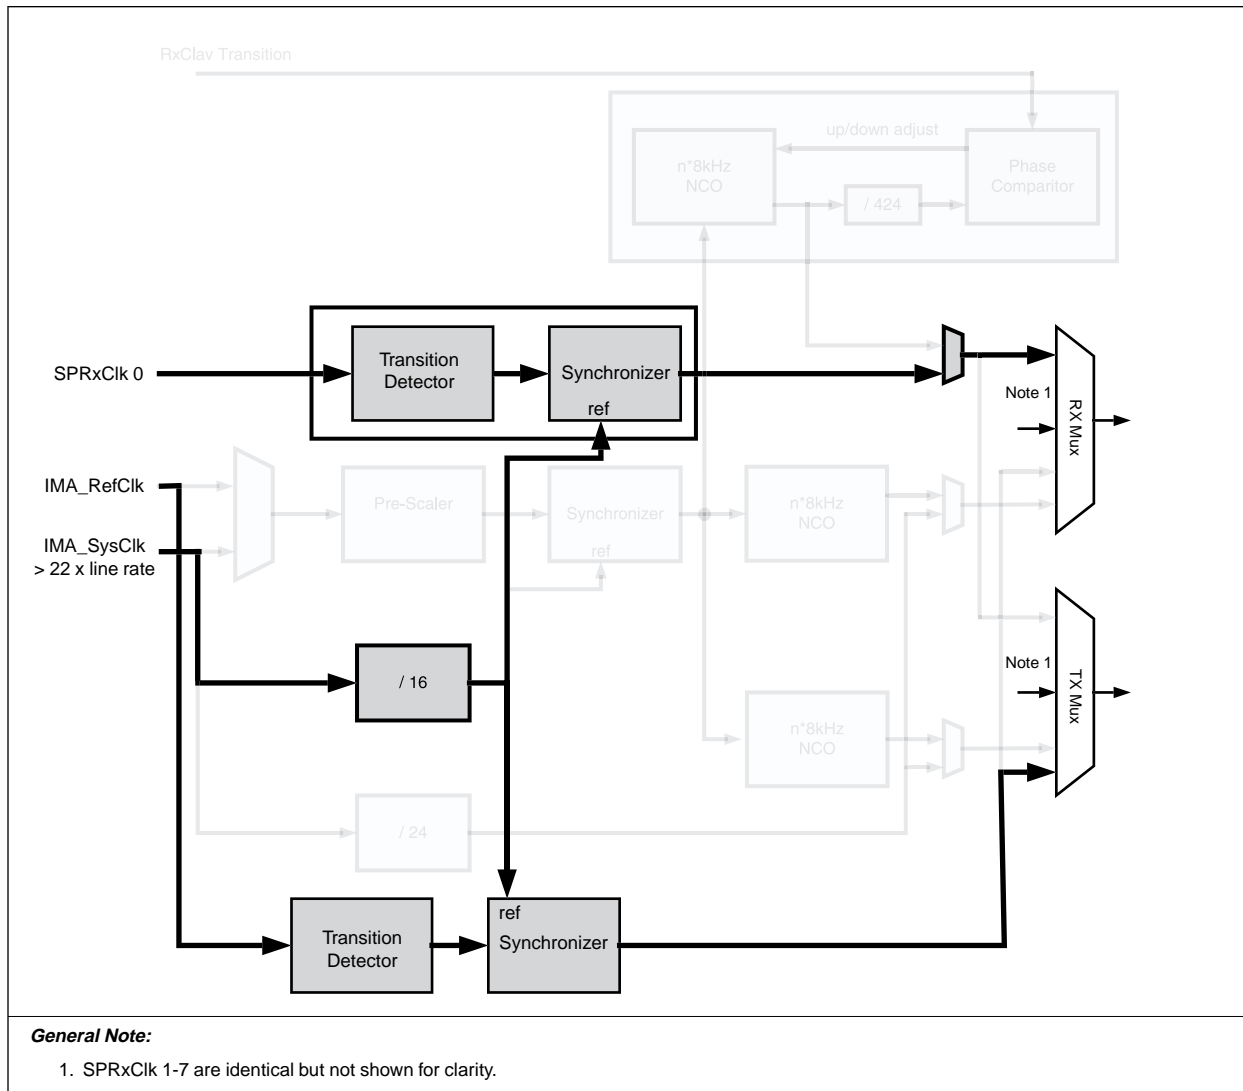 RxClav Transition
up/down adjust
n*8kHz
NCO
Phase
Comparitor
/ 424
SPRxClk 0
Transition
Detector
Synchronizer
ref
Note 1
RX Mux
IMA_RefClk
Pre-Scaler
Synchronizer
ref
n*8kHz
NCO
IMA_SysClk
> 22 x line rate
/ 16
Note 1
TX Mux
n*8kHz
NCO
/ 24
Transition
Detector
ref
Synchronizer
General Note:
1. SPRxClk 1-7 are identical but not shown for clarity.